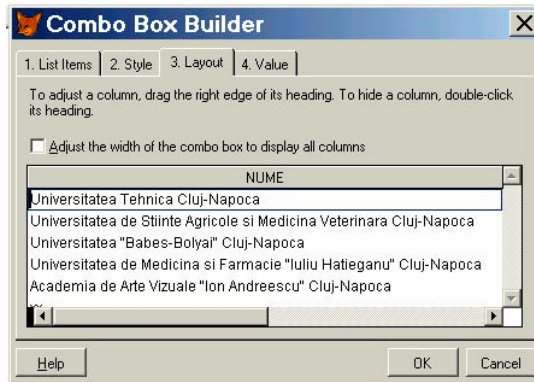 Combo Box Builder
1. List Items 2. Style 3. Layout 4. Value
To adjust a column, drag the right edge of its heading. To hide a column, double-click
its heading.
Adjust the width of the combo box to display all columns
NUME
Universitatea Tehnica Cluj-Napoca
Universitatea de Stiinte Agricole si Medicina Veterinara Cluj-Napoca
Universitatea "Babes-Bolyai" Cluj-Napoca
Universitatea de Medicina si Farmacie "Iuliu Hatieganu" Cluj-Napoca
Academia de Arte Vizuale "Ion Andreescu" Cluj-Napoca
Help OK Cancel